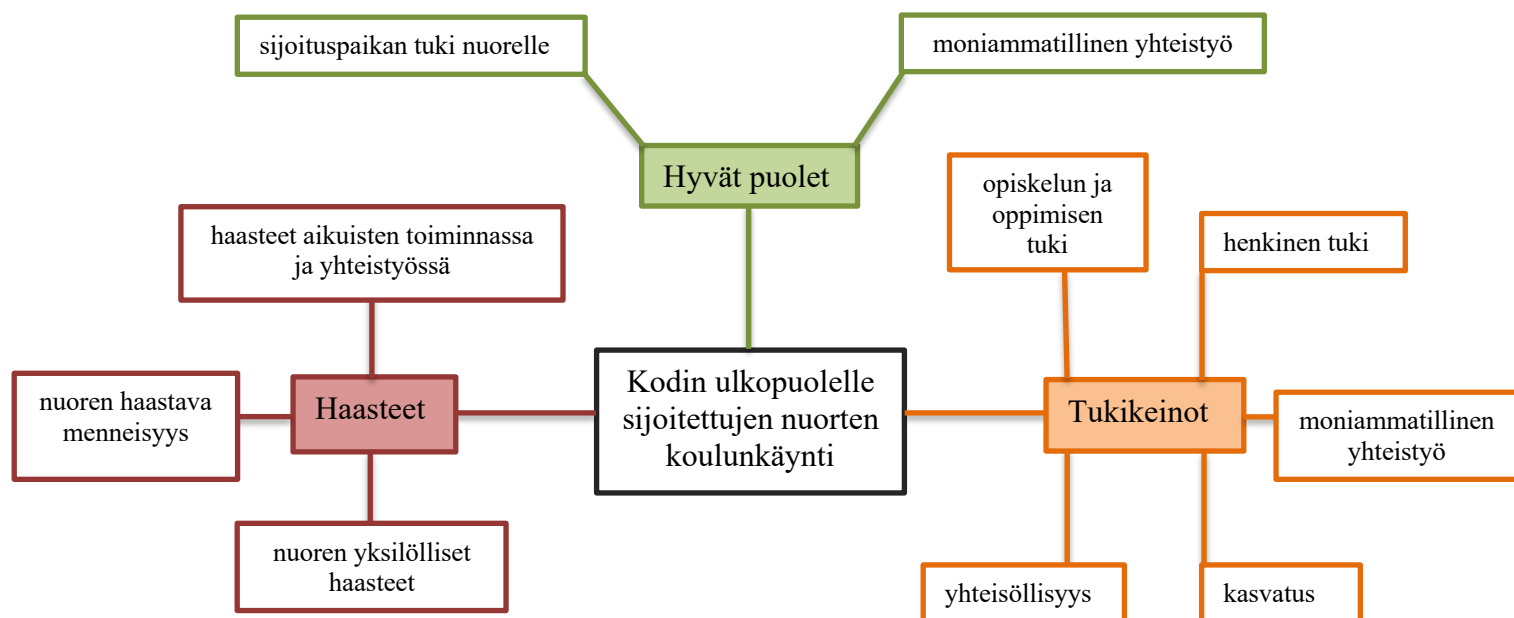 sijoituspaikan tuki nuorelle
moniammatillinen yhteistyö
Hyvät puolet
opiskelun ja
oppimisen
tuki
henkinen tuki
haasteet aikuisten toiminnassa
ja yhteistyössä
nuoren haastava
menneisyys
Haasteet
Kodin ulkopuolelle
sijoitettujen nuorten
koulunkäynti
Tukikeinot
moniammatillinen
yhteistyö
nuoren yksilölliset
haasteet
yhteisöllisyys
kasvatus